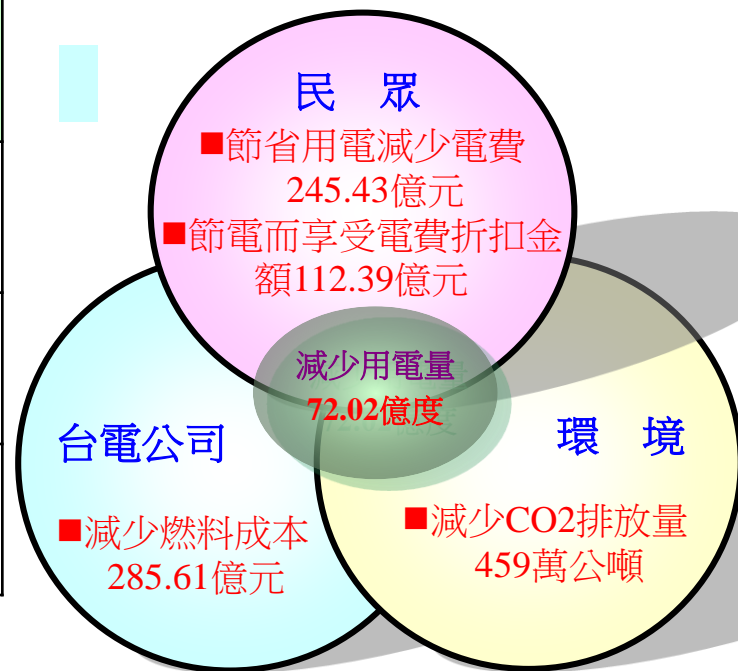 民 眾
■節省用電減少電費
245.43億元
■節電而享受電費折扣金
額112.39億元
減少用電量
72.02億度
台電公司
■減少燃料成本
285.61億元
環 境
■減少CO2排放量
459萬公噸